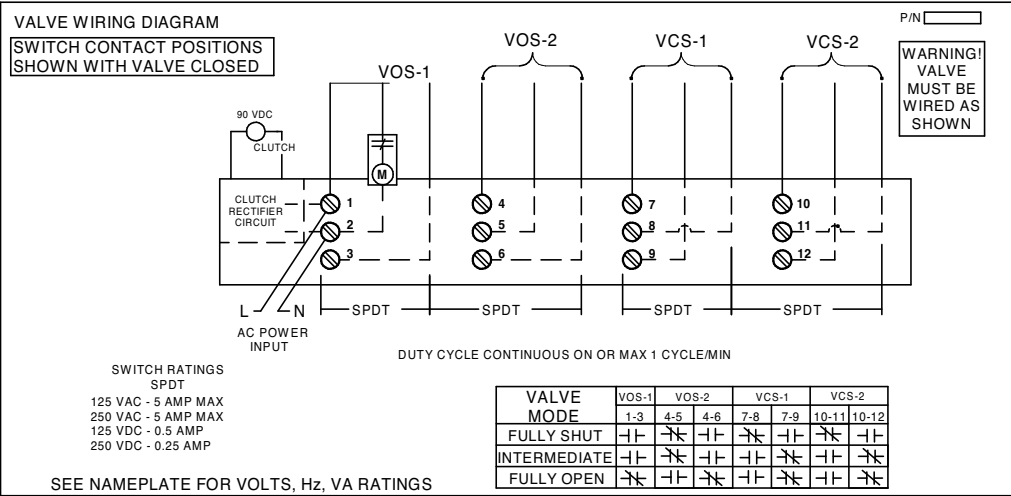 VALVE WIRING DIAGRAM
P/N
SWITCH CONTACT POSITIONS
SHOWN WITH VALVE CLOSED
WARNING!
VALVE
MUST BE
WIRED AS
SHOWN
VOS-1
VOS-2
VCS-1
VCS-2
90 VDC
CLUTCH
M
CLUTCH
RECTIFIER
CIRCUIT
1
2
3
4
5
6
7
8
9
10
11
12
L
N
SPDT
SPDT
SPDT
SPDT
AC POWER
INPUT
DUTY CYCLE CONTINUOUS ON OR MAX 1 CYCLE/MIN
SWITCH RATINGS
SPDT
125 VAC - 5 AMP MAX
250 VAC - 5 AMP MAX
125 VDC - 0.5 AMP
250 VDC - 0.25 AMP
VALVE MODE VOS-1 VOS-2 VCS-1 VCS-2
1-3 4-5 4-6 7-8 7-9 10-11 10-12
FULLY SHUT
INTERMEDIATE
FULLY OPEN
SEE NAMEPLATE FOR VOLTS, Hz, VA RATINGS